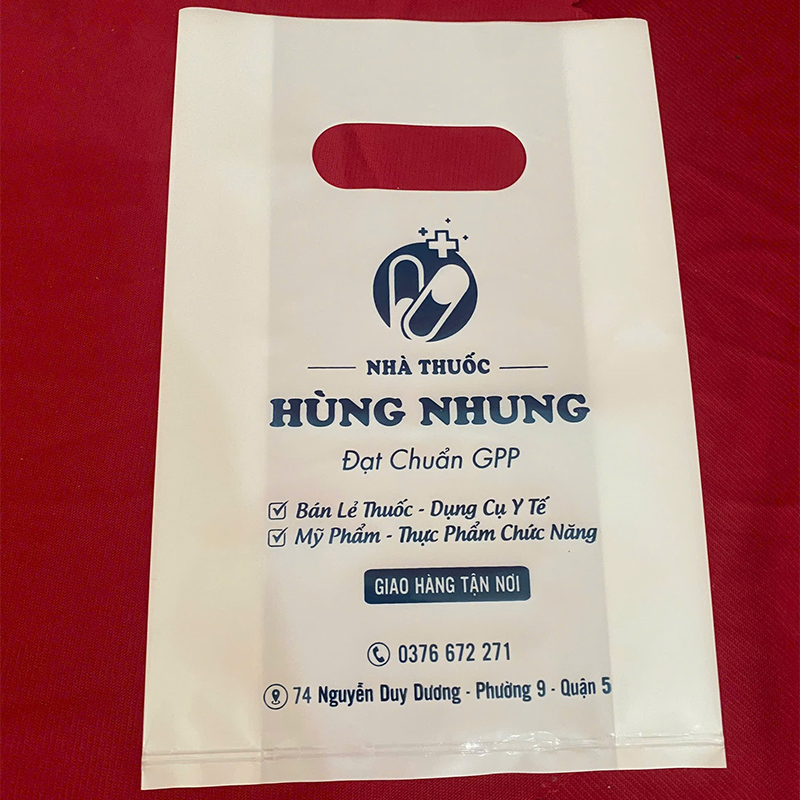 NHÀ THUỐC
HÙNG NHUNG
Đạt Chuẩn GPP
Bán Lẻ Thuốc - Dụng Cụ Y Tế
Mỹ Phẩm - Thực Phẩm Chức Năng
GIAO HÀNG TẬN NƠI
0376 672 271
74 Nguyễn Duy Dương - Phường 9 - Quận 5